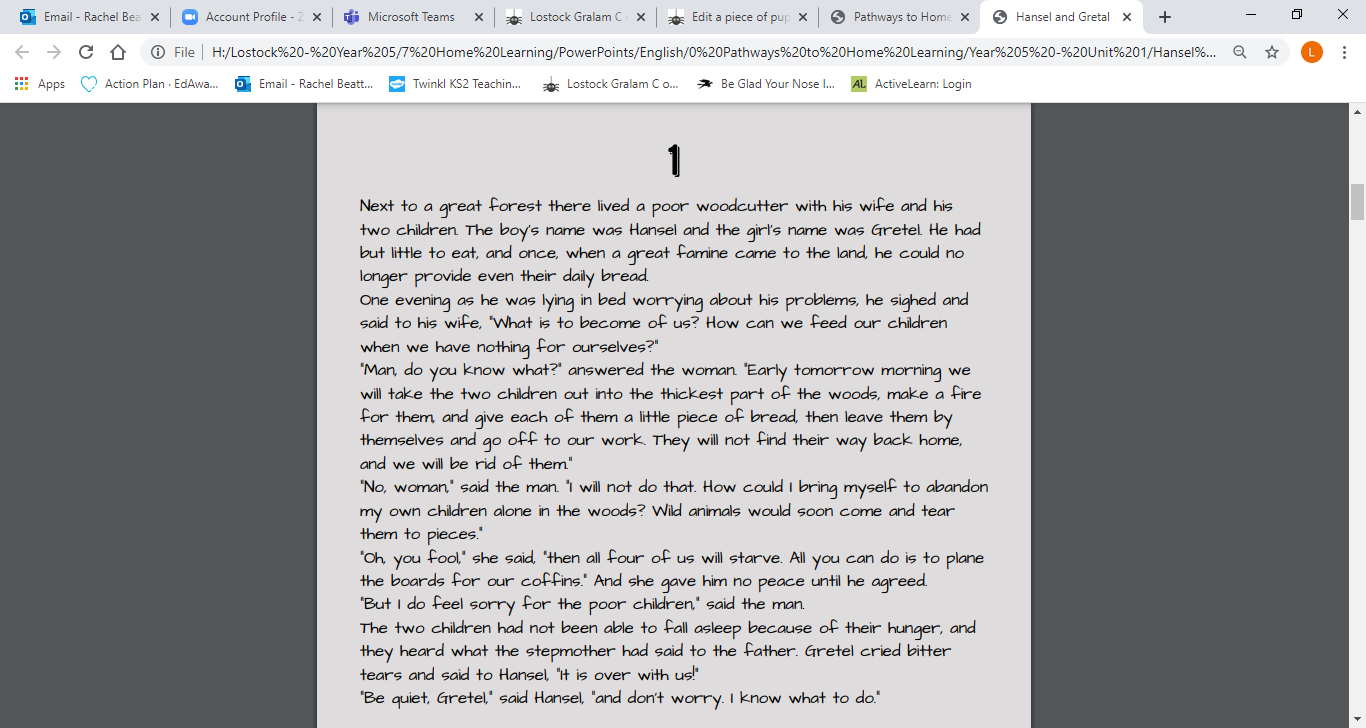 Email - Rachel Bea
Account Profile - Z
Microsoft Teams
Lostock Gralam C
Edit a piece of pup
Pathways to Home
Hansel and Gretal
File
H:/Lostock%20-%20Year%205/7%20Home%20Learning/PowerPoints/English/0%20Pathways%20to%20Home%20Learning/Year%205%20-%20Unit%201/Hansel%...
L
Apps
Action Plan · EdAwa...
Email - Rachel Beatt...
Twinkl KS2 Teachin...
Lostock Gralam C o...
Be Glad Your Nose I...
AL
ActiveLearn: Login
1
Next to a great forest there lived a poor woodcutter with his wife and his
two children. The boy's name was Hansel and the girl's name was Gretel. He had
but little to eat, and once, when a great famine came to the land, he could no
longer provide even their daily bread.
One evening as he was lying in bed worrying about his problems, he sighed and
said to his wife, "What is to become of us? How can we feed our children
when we have nothing for ourselves?"
"Man, do you know what?" answered the woman. "Early tomorrow morning we
will take the two children out into the thickest part of the woods, make a fire
for them, and give each of them a little piece of bread, then leave them by
themselves and go off to our work. They will not find their way back home,
and we will be rid of them."
"No, woman," said the man. "I will not do that. How could I bring myself to abandon
my own children alone in the woods? Wild animals would soon come and tear
them to pieces."
"Oh, you fool," she said, "then all four of us will starve. All you can do is to plane
the boards for our coffins." And she gave him no peace until he agreed.
"But I do feel sorry for the poor children," said the man.
The two children had not been able to fall asleep because of their hunger, and
they heard what the stepmother had said to the father. Gretel cried bitter
tears and said to Hansel, "It is over with us!"
"Be quiet, Gretel," said Hansel, "and don't worry. I know what to do."